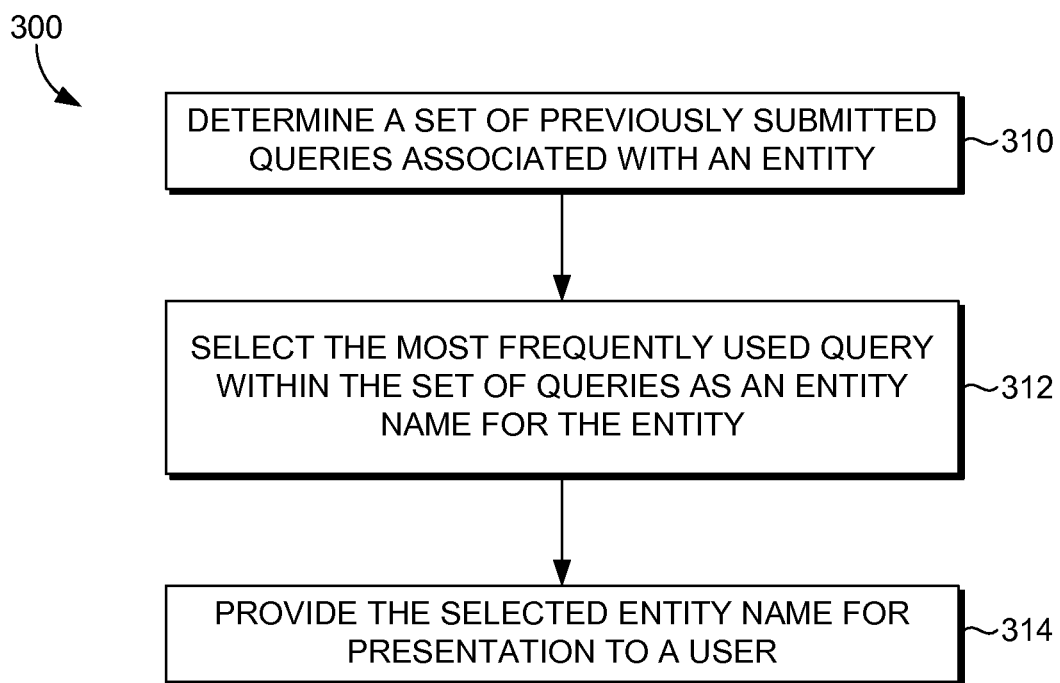 300
DETERMINE A SET OF PREVIOUSLY SUBMITTED
QUERIES ASSOCIATED WITH AN ENTITY
310
SELECT THE MOST FREQUENTLY USED QUERY
WITHIN THE SET OF QUERIES AS AN ENTITY
NAME FOR THE ENTITY
312
PROVIDE THE SELECTED ENTITY NAME FOR
PRESENTATION TO A USER
314